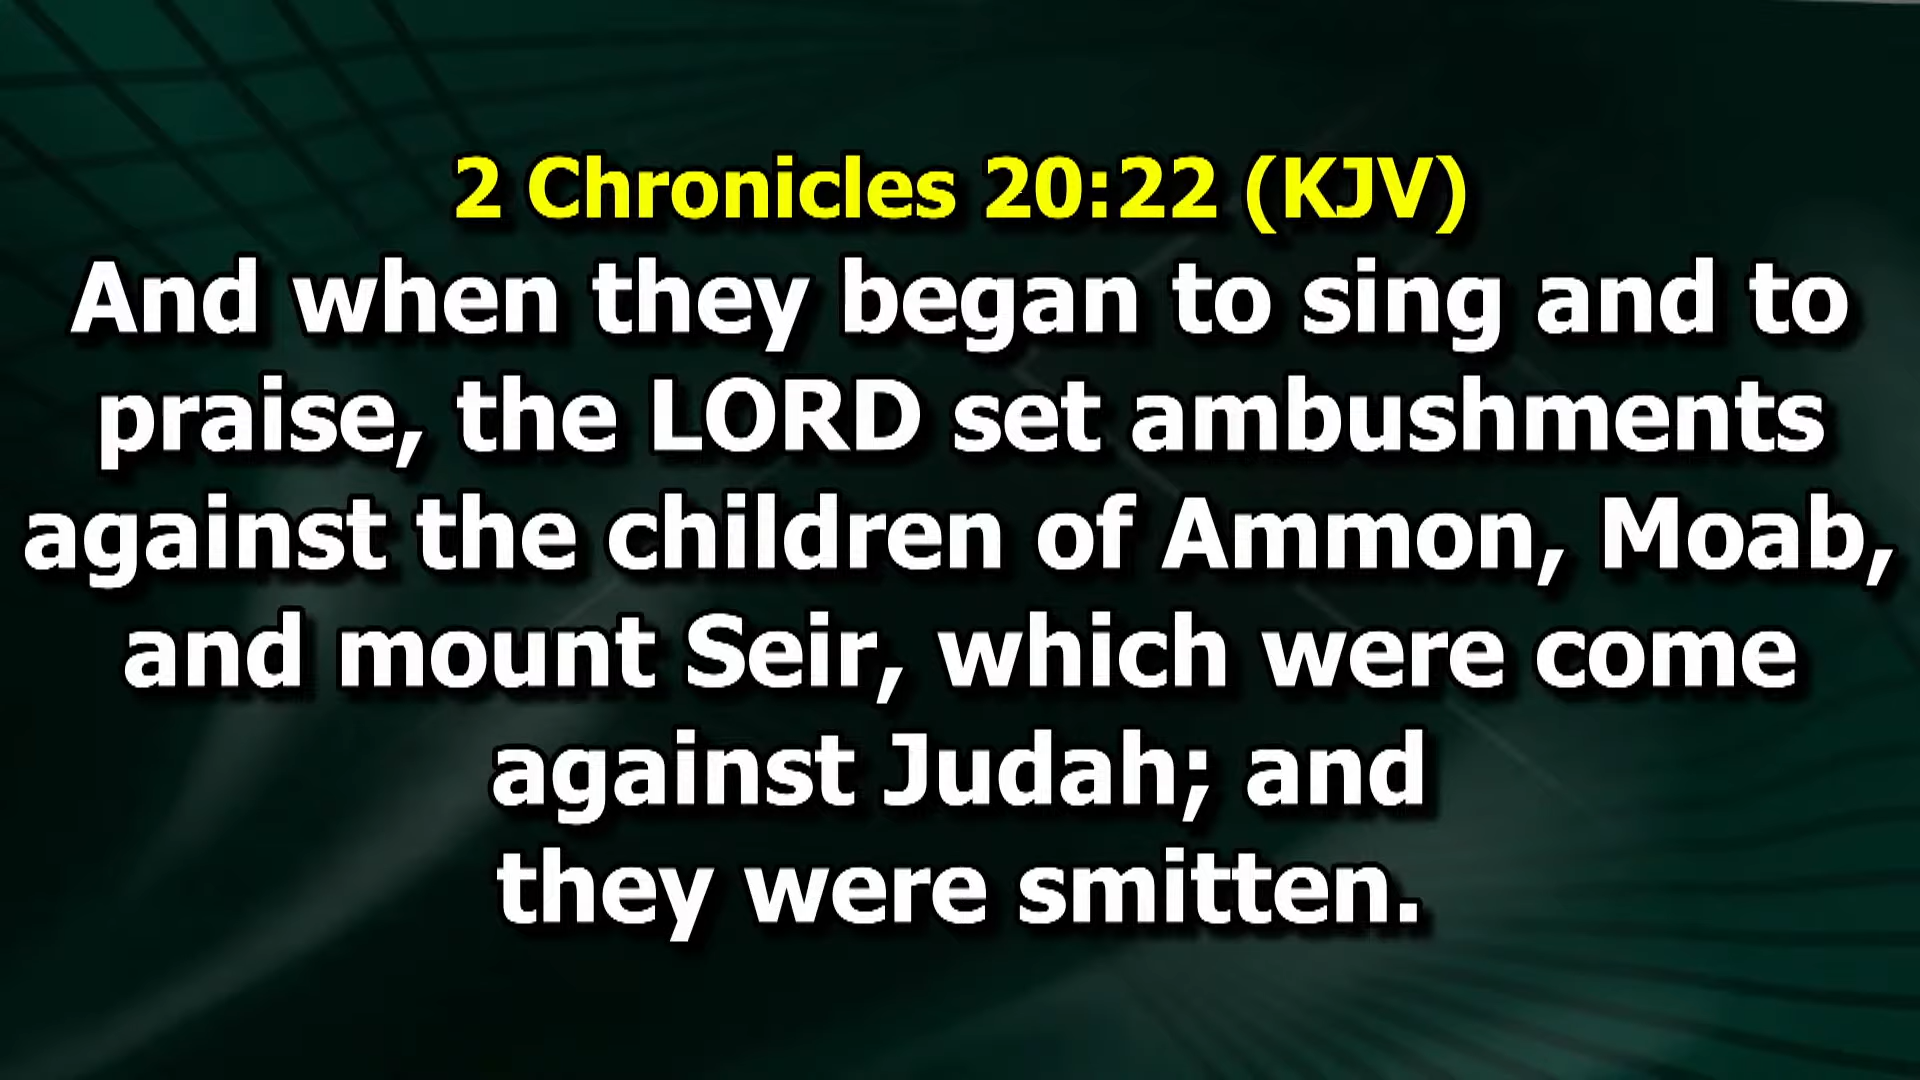 2 Chronicles 20:22 (KJV)
And when they began to sing and to
praise, the LORD set ambushments
against the children of Ammon, Moab,
and mount Seir, which were come
against Judah; and
they were smitten.